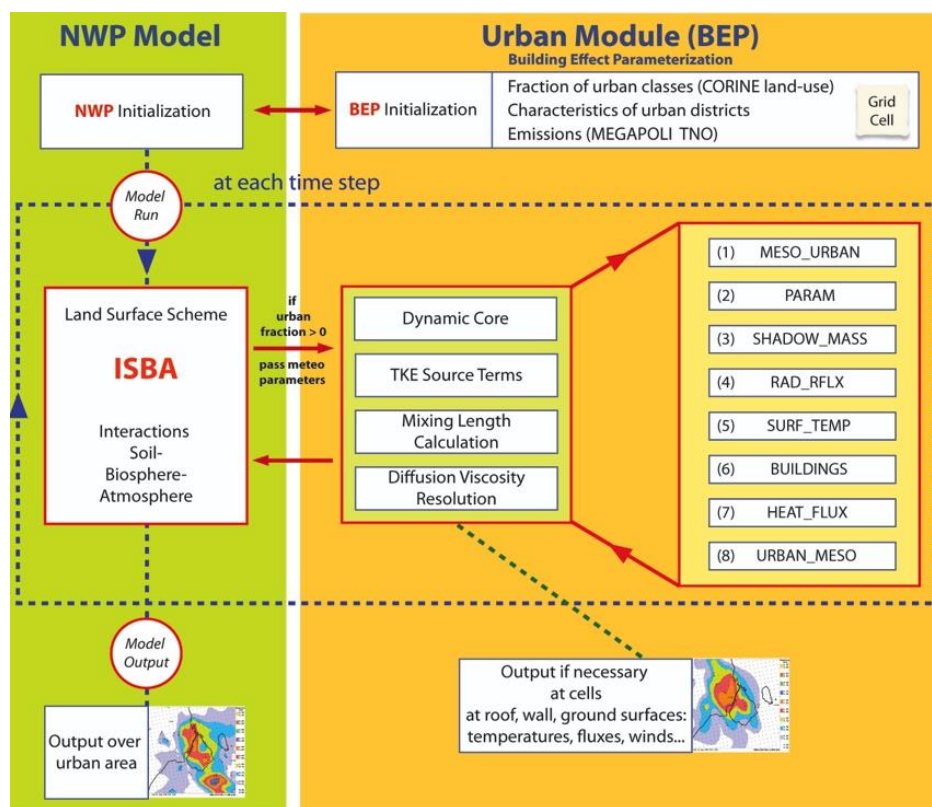 NWP Model
Urban Module (BEP)
Building Effect Parameterization
NWP Initialization
BEP Initialization
Fraction of urban classes (CORINE land-use)
Characteristics of urban districts
Emissions (MEGAPOLI TNO)
Grid
Cell
Model
Run
at each time step
Land Surface Scheme
ISBA
Interactions
Soil-
Biosphere-
Atmosphere
if
urban
fraction > 0
pass meteo
parameters
Dynamic Core
TKE Source Terms
Mixing Length
Calculation
Diffusion Viscosity
Resolution
(1) MESO_URBAN
(2) PARAM
(3) SHADOW_MASS
(4) RAD_RFLX
(5) SURF_TEMP
(6) BUILDINGS
(7) HEAT_FLUX
(8) URBAN_MESO
Model
Output
Output over
urban area
Output if necessary
at cells
at roof, wall, ground surfaces:
temperatures, fluxes, winds...